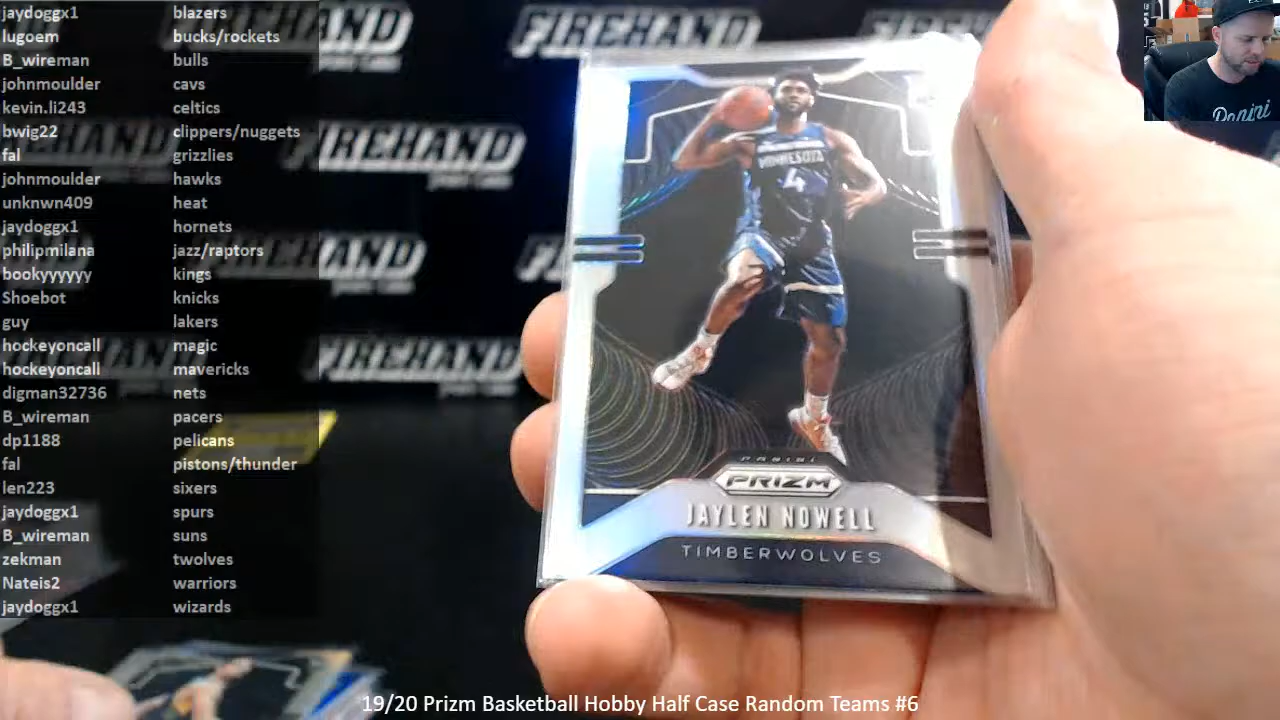 jaydoggx1 blazers
lugoem bucks/rockets
B_wireman bulls
johnmoulder cavs
kevin.li243 celtics
bwig22 clippers/nuggets
fal grizzlies
johnmoulder hawks
unknwn409 heat
jaydoggx1 hornets
philipmilana jazz/raptors
bookyyyyyy kings
Shoebot knicks
guy lakers
hockeyoncall magic
hockeyoncall mavericks
digman32736 nets
B_wireman pacers
dp1188 pelicans
fal pistons/thunder
len223 sixers
jaydoggx1 spurs
B_wireman suns
zekman twolves
Nateis2 warriors
jaydoggx1 wizards
FIREHAND
FIREHAND
FIREHAND
FIREHAND
FIREHAND
Panini
MINNESOTA
4
PANINI
PRIZM
JAYLEN NOWELL
TIMBERWOLVES
19/20 Prizm Basketball Hobby Half Case Random Teams #6